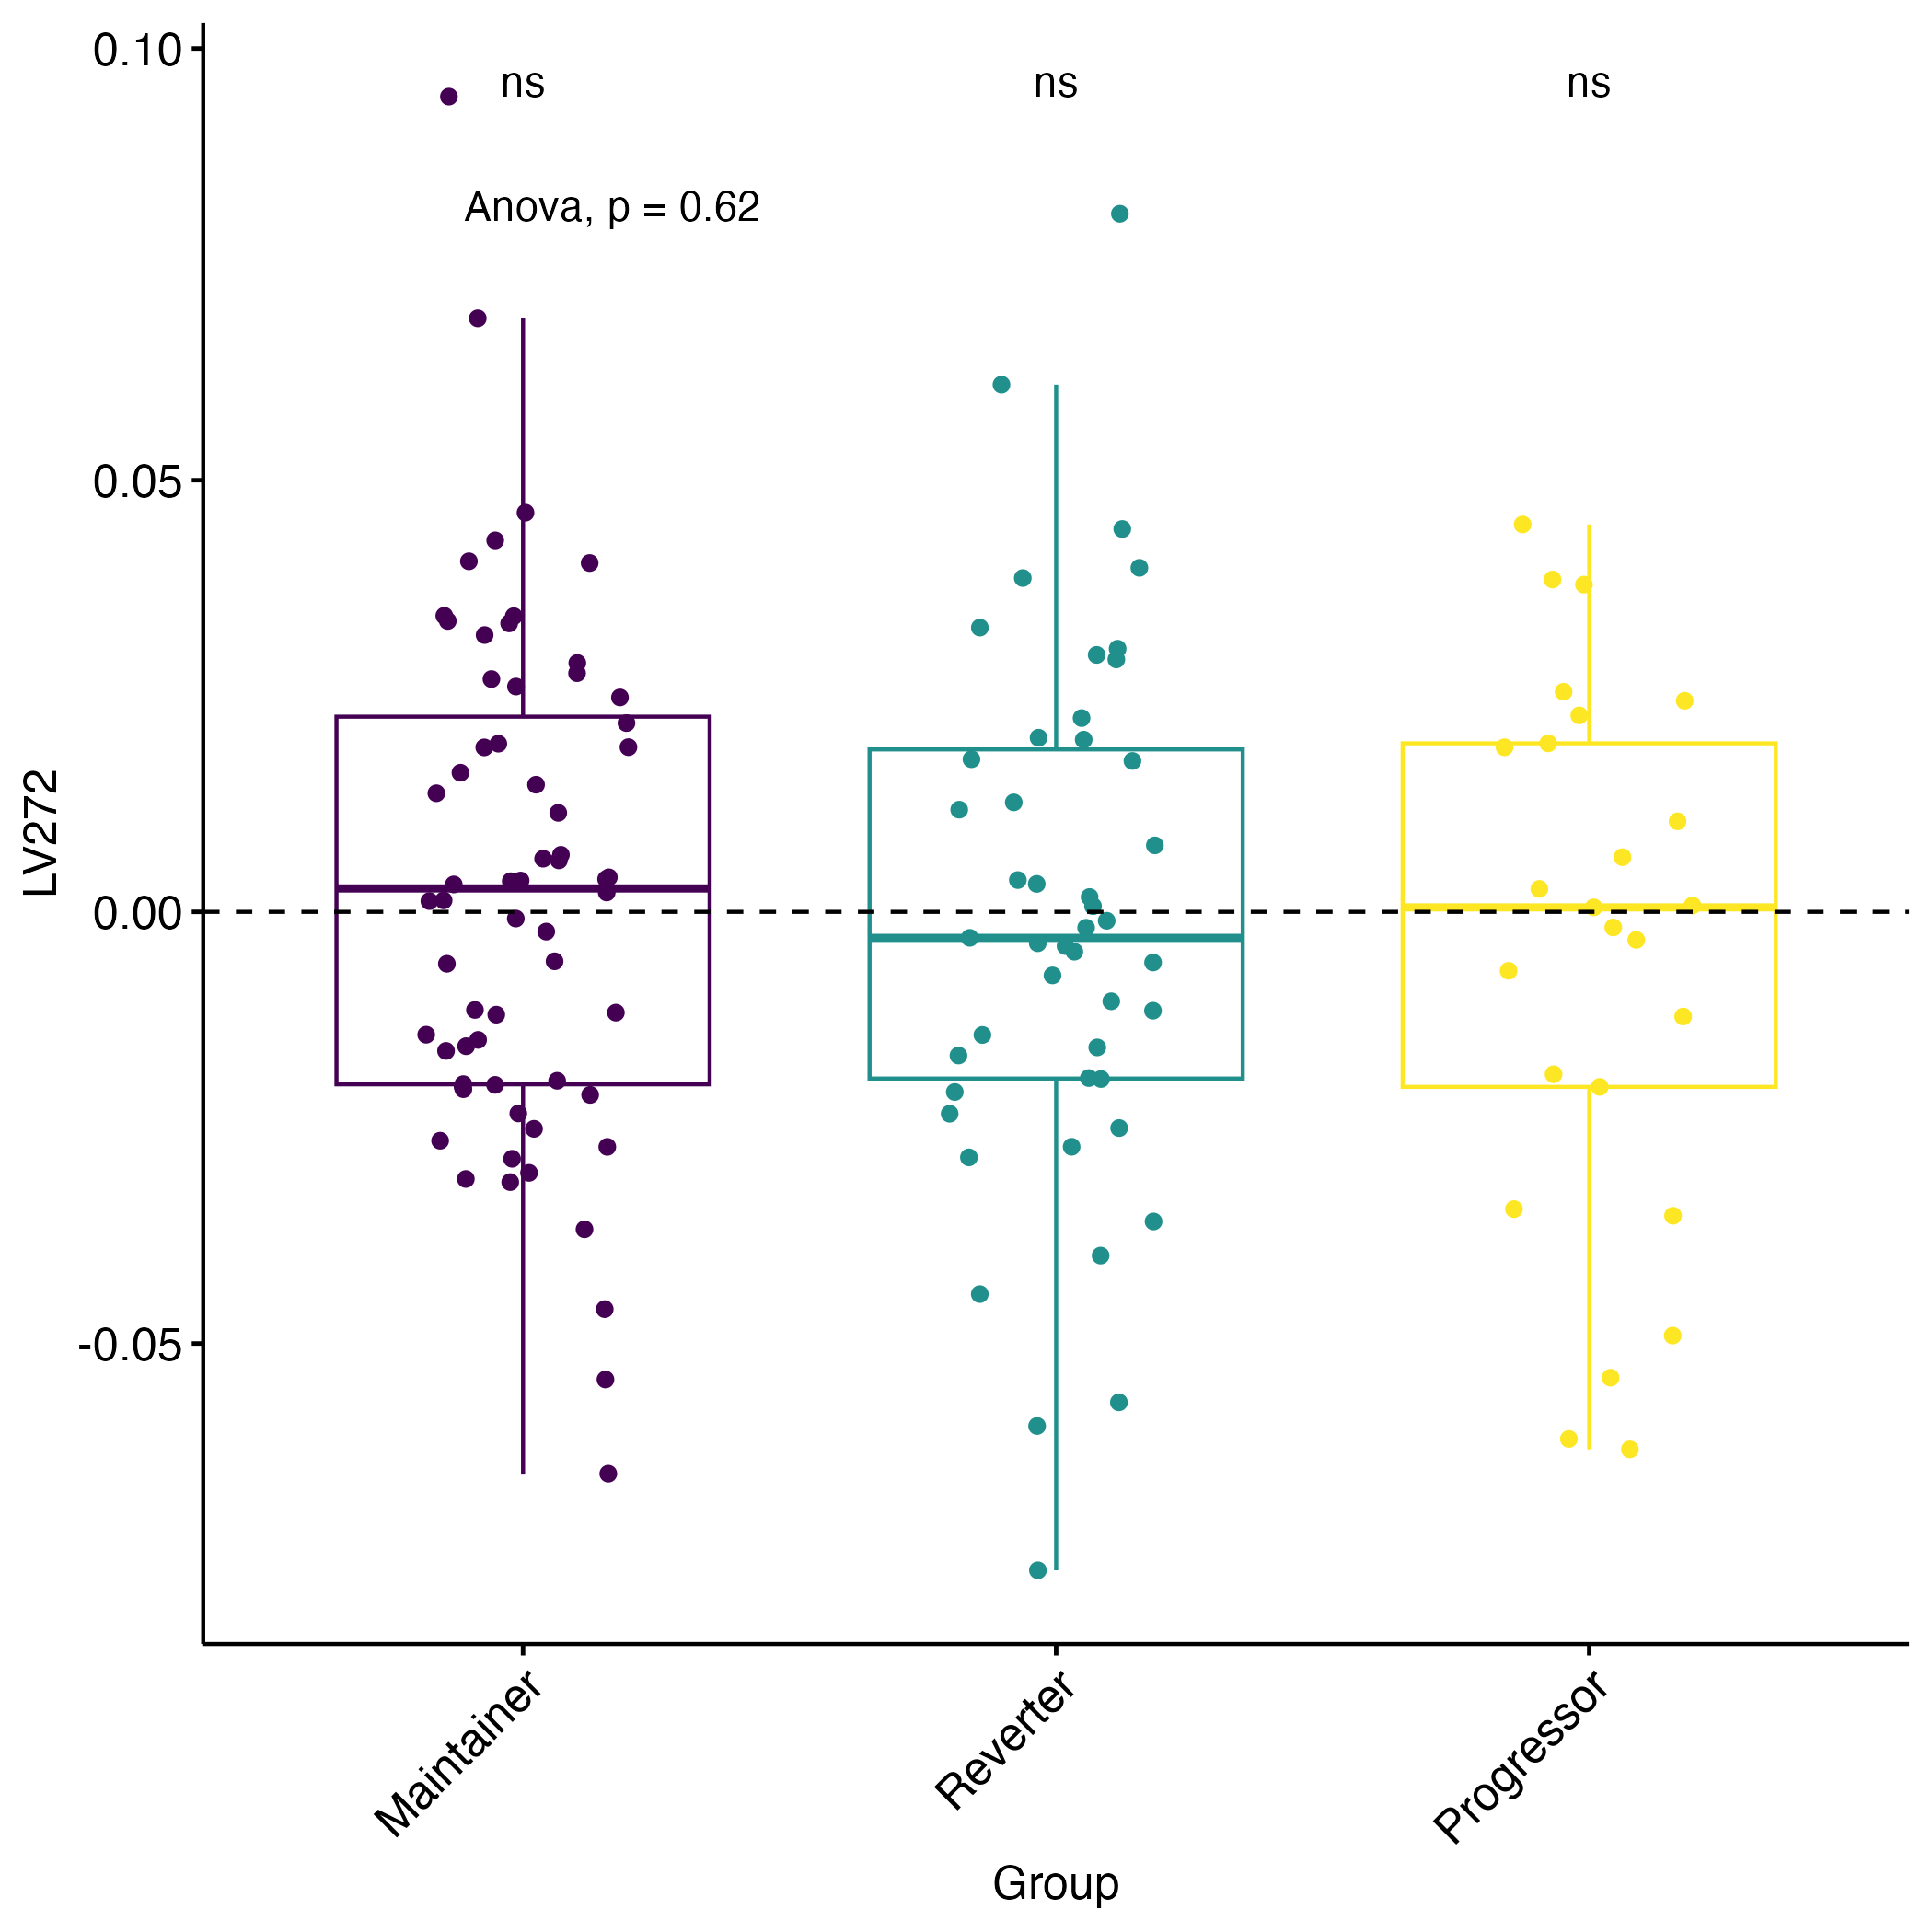 0.10
ns
ns
ns
Anova, p = 0.62
0.05
LV272
0.00
-0.05
Maintainer
Reverter
Progressor
Group